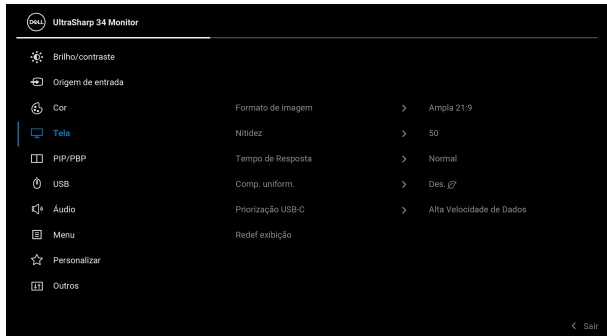 DELL UltraSharp 34 Monitor
Brilho/contraste
Origem de entrada
Cor Formato de imagem > Ampla 21:9
Tela Nitidez > 50
PIP/PBP Tempo de Resposta > Normal
USB Comp. uniform. > Des.
Áudio Priorização USB-C > Alta Velocidade de Dados
Menu Redef exibição
Personalizar
Outros
< Sair